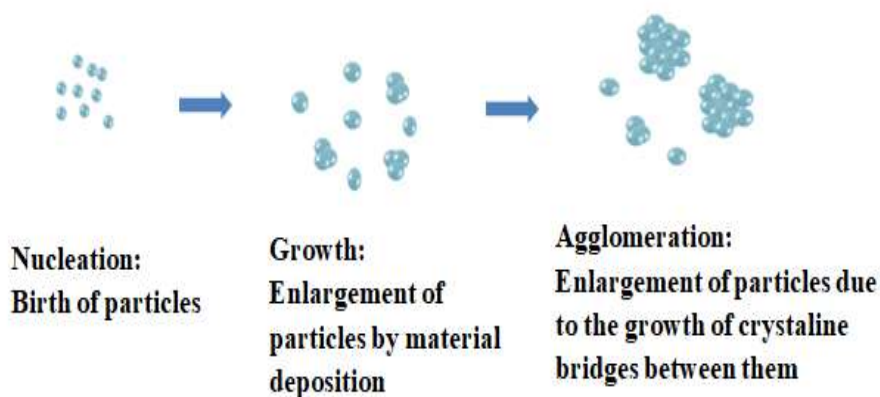 Nucleation:
Birth of particles
Growth:
Enlargement of
particles by material
deposition
Agglomeration:
Enlargement of particles due
to the growth of crystaline
bridges between them